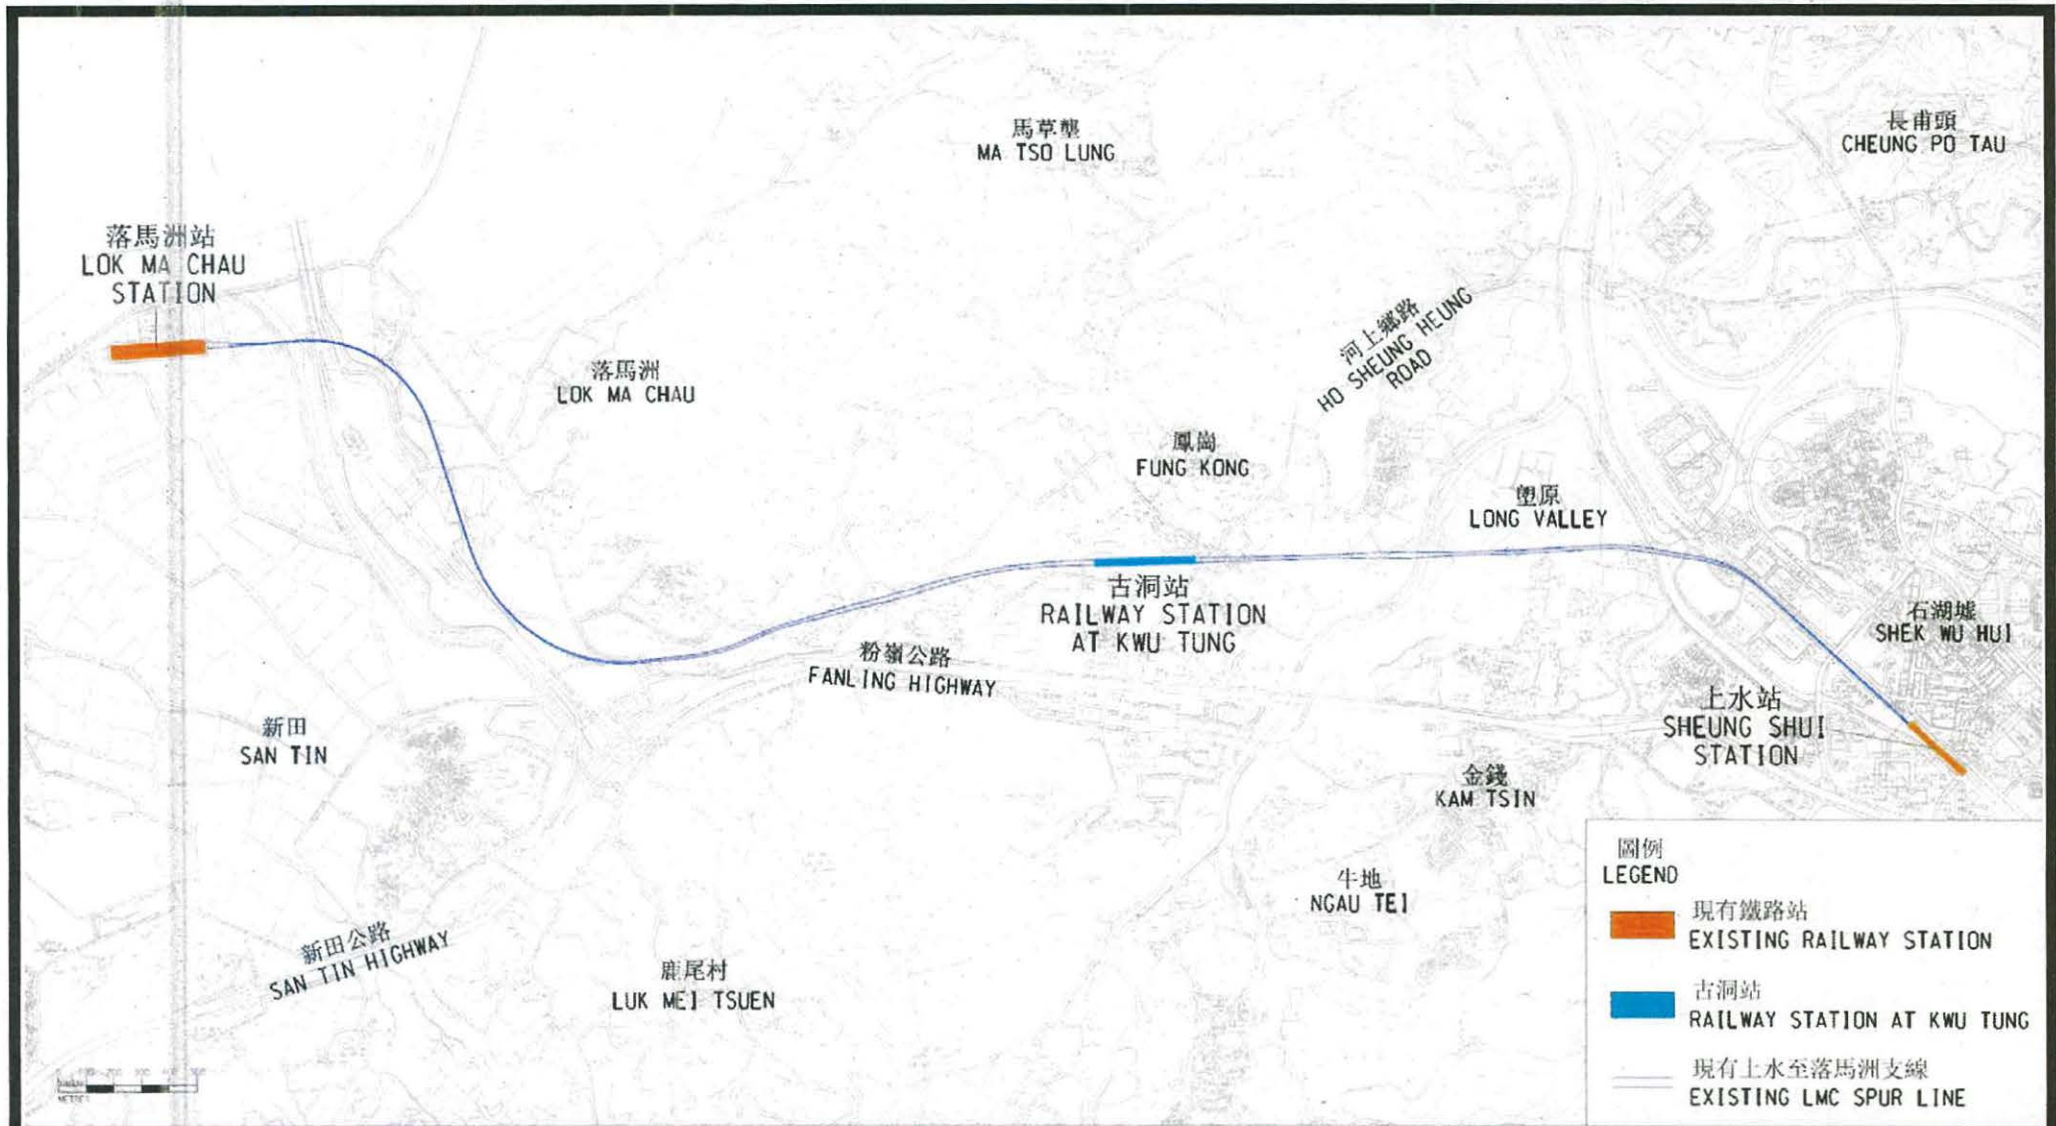 馬草壟
MA TSO LUNG
長甫頭
CHEUNG PO TAU
落馬洲站
LOK MA CHAU
STATION
落馬洲
LOK MA CHAU
河上鄉路
HO SHEUNG HEUNG
ROAD
鳳崗
FUNG KONG
塱原
LONG VALLEY
古洞站
RAILWAY STATION
AT KWU TUNG
石湖墟
SHEK WU HUI
粉嶺公路
FANLING HIGHWAY
上水站
SHEUNG SHUI
STATION
新田
SAN TIN
金錢
KAM TSIN
牛地
NGAU TEI
新田公路
SAN TIN HIGHWAY
鹿尾村
LUK MEI TSUEN
圖例
LEGEND
現有鐵路站
EXISTING RAILWAY STATION
古洞站
RAILWAY STATION AT KWU TUNG
現有上水至落馬洲支線
EXISTING LMC SPUR LINE
METRES